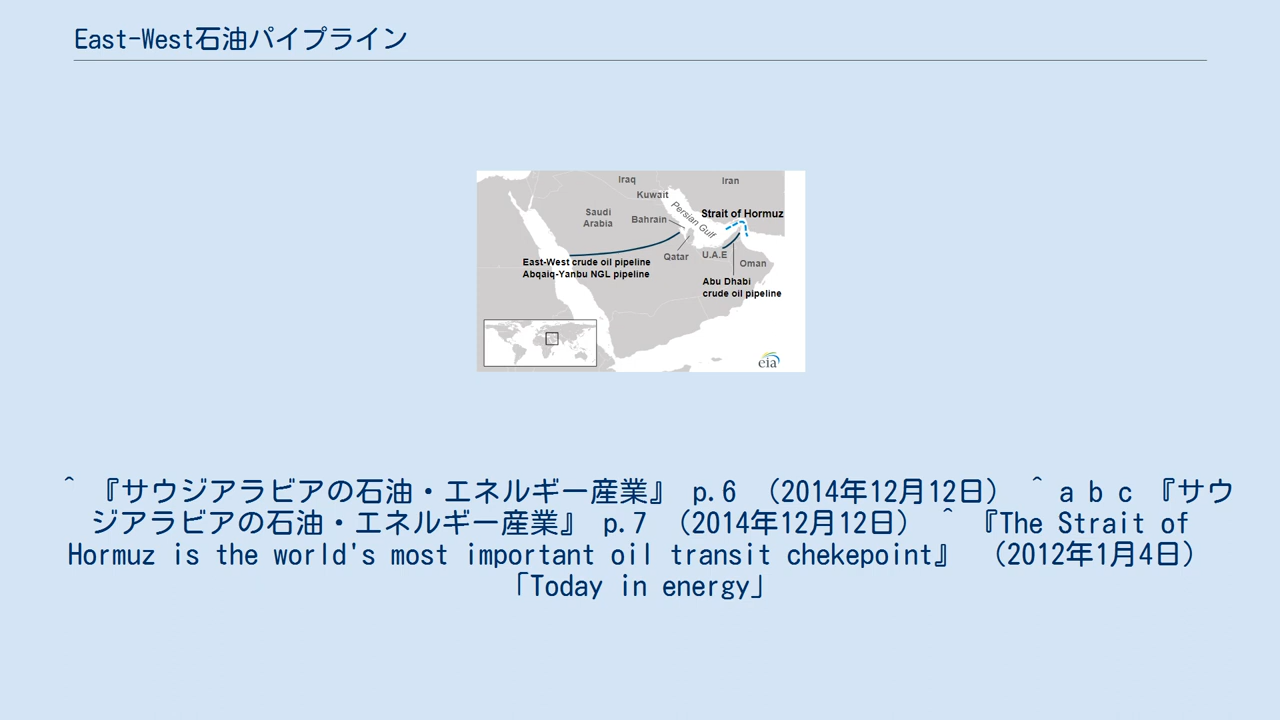 East-West石油パイプライン
Iraq
Iran
Kuwait
Persian Gulf
Strait of Hormuz
Saudi
Arabia
Bahrain
Qatar
U.A.E
Oman
East-West crude oil pipeline
Abqaiq-Yanbu NGL pipeline
Abu Dhabi
crude oil pipeline
eia
^ 『サウジアラビアの石油・エネルギー産業』 p.6 （2014年12月12日） ^ a b c 『サウ
ジアラビアの石油・エネルギー産業』 p.7 （2014年12月12日） ^ 『The Strait of
Hormuz is the world's most important oil transit chekepoint』 （2012年1月4日）
「Today in energy」